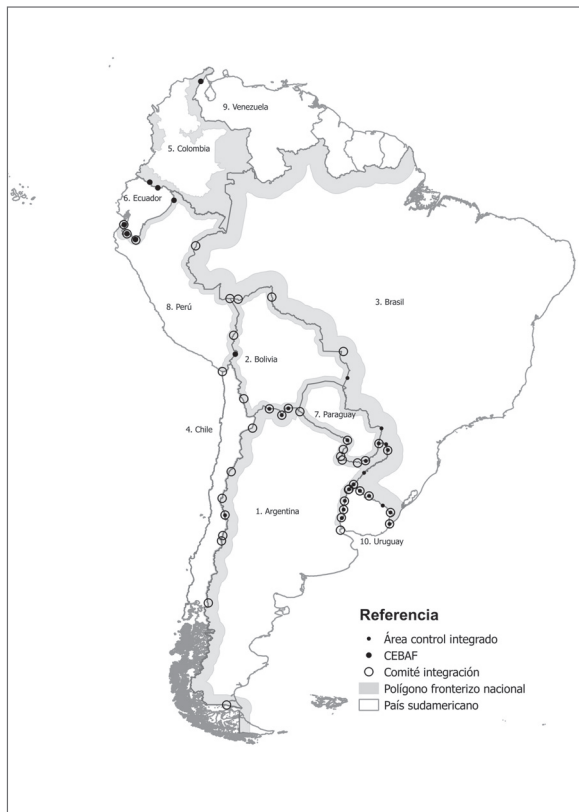 9. Venezuela
5. Colombia
6. Ecuador
3. Brasil
8. Perú
2. Bolivia
7. Paraguay
4. Chile
1. Argentina
10. Uruguay
Referencia
Área control integrado
CEBAF
Comité integración
Polígono fronterizo nacional
País sudamericano